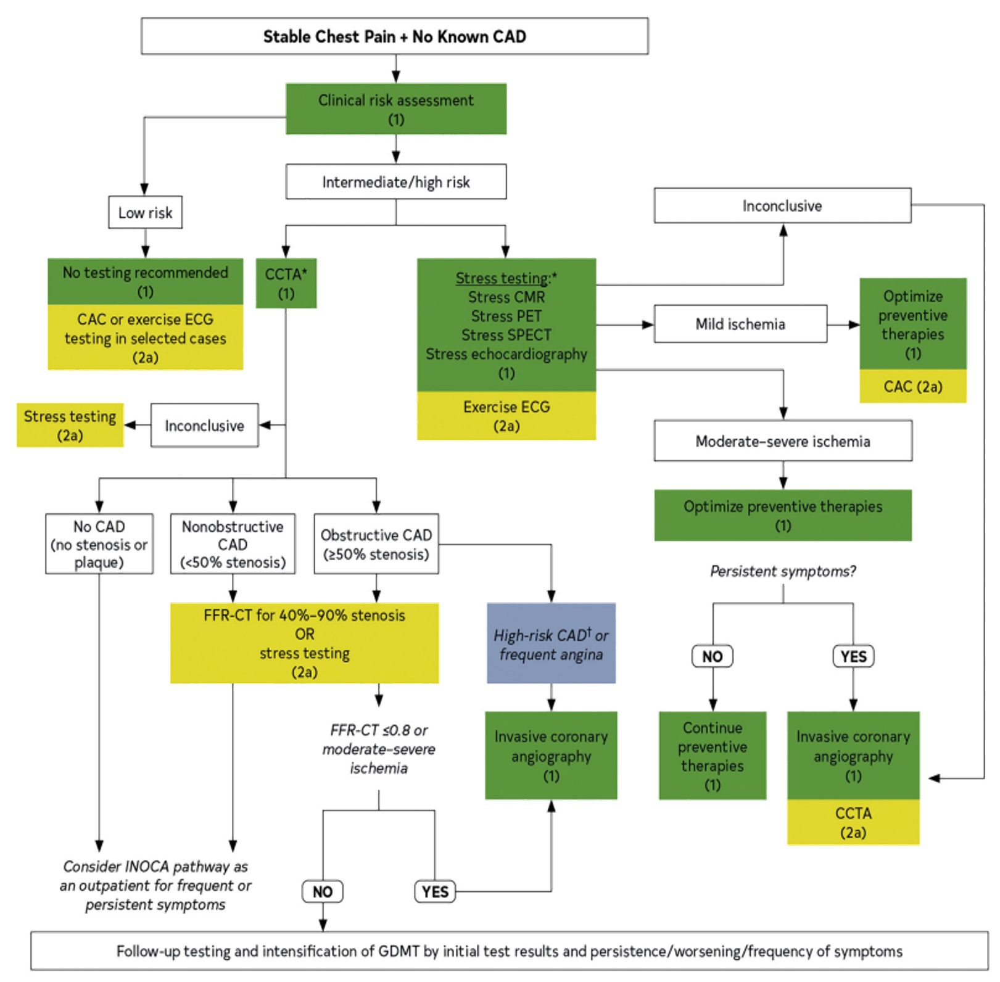 Stable Chest Pain + No Known CAD
Clinical risk assessment
(1)
Intermediate/high risk
Low risk
No testing recommended
(1)
CAC or exercise ECG
testing in selected cases
(2a)
CCTA*
(1)
Stress testing:*
Stress CMR
Stress PET
Stress SPECT
Stress echocardiography
(1)
Exercise ECG
(2a)
Inconclusive
Mild ischemia
Optimize
preventive
therapies
(1)
CAC (2a)
Moderate–severe ischemia
Optimize preventive therapies
(1)
Persistent symptoms?
NO
YES
Continue
preventive
therapies
(1)
Invasive coronary
angiography
(1)
CCTA
(2a)
Inconclusive
Stress testing
(2a)
No CAD
(no stenosis or
plaque)
Nonobstructive
CAD
(<50% stenosis)
Obstructive CAD
(≥50% stenosis)
FFR-CT for 40%–90% stenosis
OR
stress testing
(2a)
High-risk CAD† or
frequent angina
Invasive coronary
angiography
(1)
FFR-CT ≤0.8 or
moderate–severe
ischemia
NO
YES
Consider INOCA pathway as
an outpatient for frequent or
persistent symptoms
Follow-up testing and intensification of GDMT by initial test results and persistence/worsening/frequency of symptoms